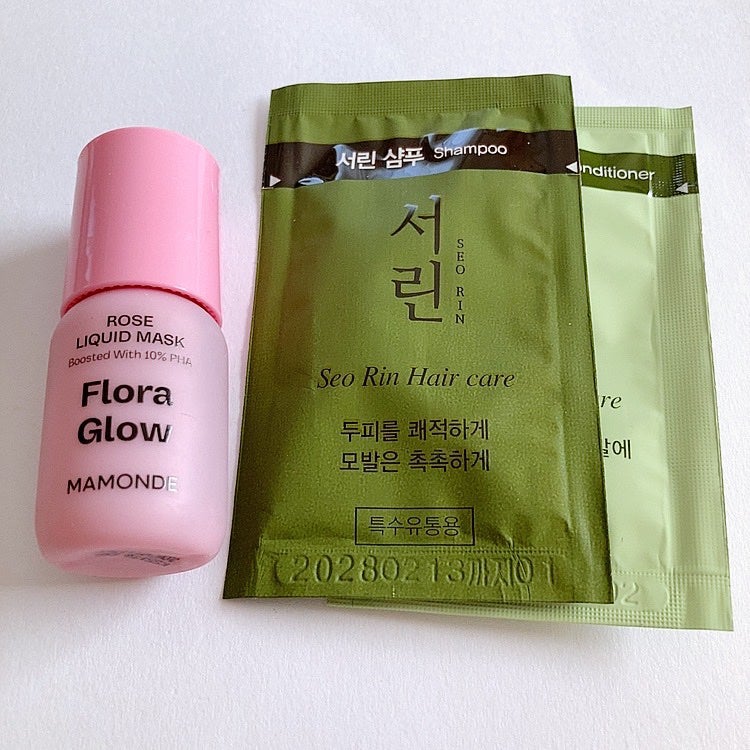 ROSE
LIQUID MASK
Boosted With 10% PHA
Flora
Glow
MAMONDE
서린 샴푸 Shampoo
서린
SEO RIN
Seo Rin Hair care
두피를 쾌적하게
모발은 촉촉하게
특수유통용
20280213까지01
onditioner
re
발에
02